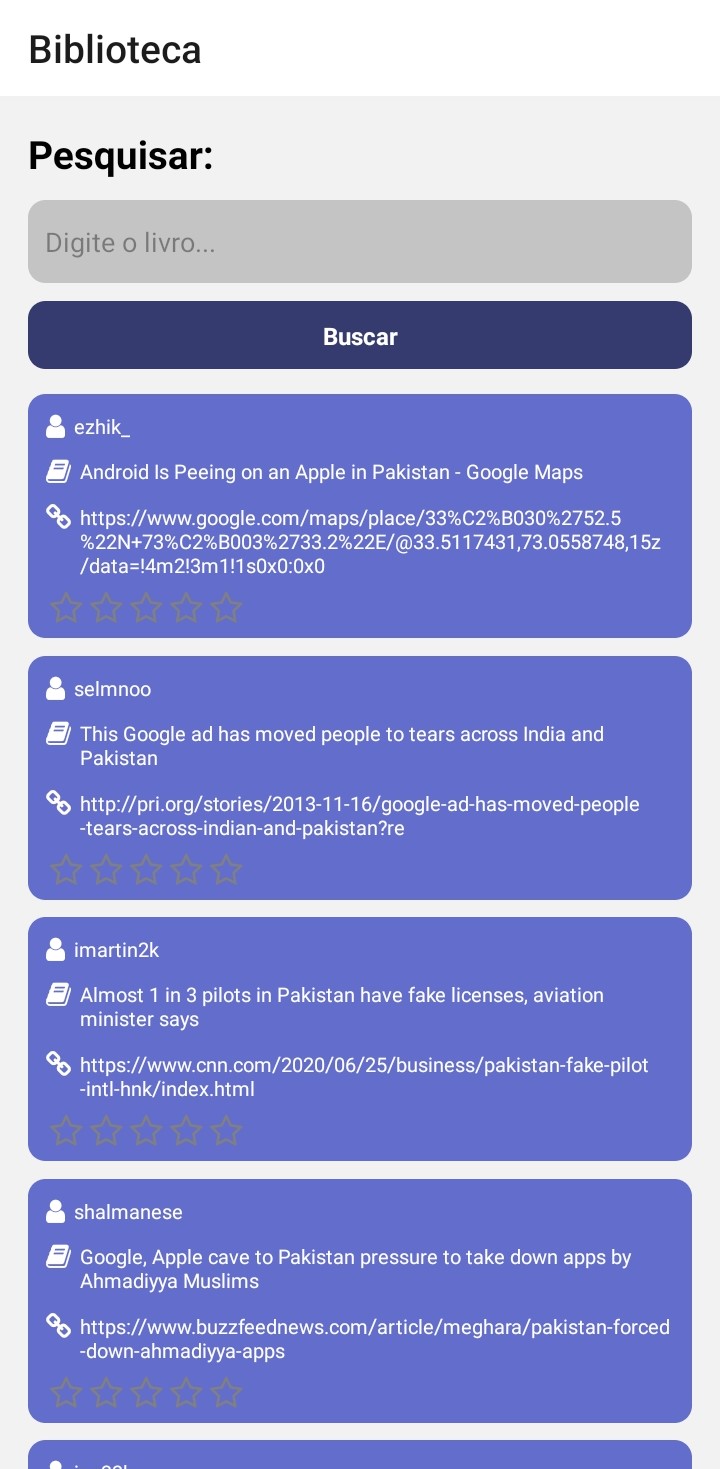 Biblioteca
Pesquisar:
Digite o livro...
Buscar
ezhik_
Android Is Peeing on an Apple in Pakistan - Google Maps
https://www.google.com/maps/place/33%C2%B030%2752.5
%22N+73%C2%B003%2733.2%22E/@33.5117431,73.0558748,15z
/data=!4m2!3m1!1s0x0:0x0
selmnoo
This Google ad has moved people to tears across India and
Pakistan
http://pri.org/stories/2013-11-16/google-ad-has-moved-people
-tears-across-indian-and-pakistan?re
imartin2k
Almost 1 in 3 pilots in Pakistan have fake licenses, aviation
minister says
https://www.cnn.com/2020/06/25/business/pakistan-fake-pilot
-intl-hnk/index.html
shalmanese
Google, Apple cave to Pakistan pressure to take down apps by
Ahmadiyya Muslims
https://www.buzzfeednews.com/article/meghara/pakistan-forced
-down-ahmadiyya-apps